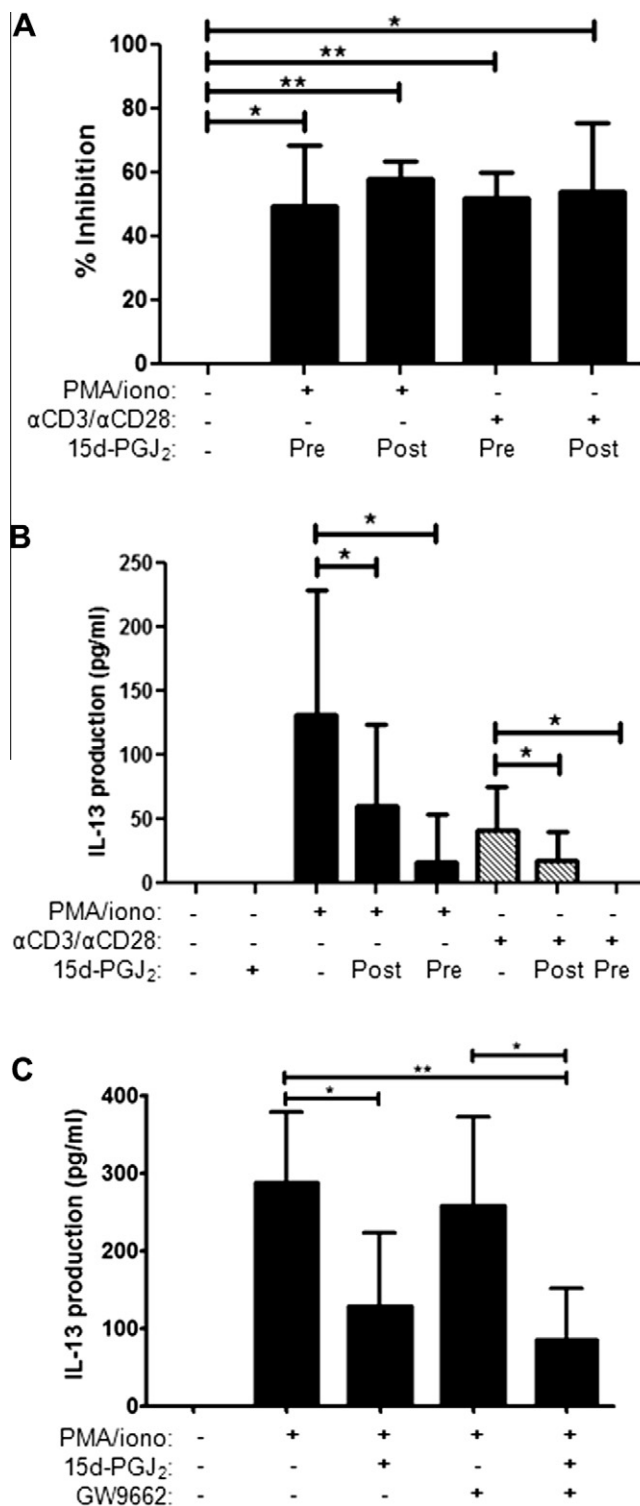 A
*
**
**
*
% Inhibition
100
80
60
40
20
0
PMA/iono: - + + - -
αCD3/αCD28: - - - + +
15d-PGJ₂: - Pre Post Pre Post
B
*
*
*
*
IL-13 production (pg/ml)
250
200
150
100
50
0
PMA/iono: - - + + + - - -
αCD3/αCD28: - - - - - + + +
15d-PGJ₂: - + - Post Pre - Post Pre
C
*
**
*
IL-13 production (pg/ml)
400
300
200
100
0
PMA/iono: - + + + +
15d-PGJ₂: - - + - +
GW9662: - - - + +